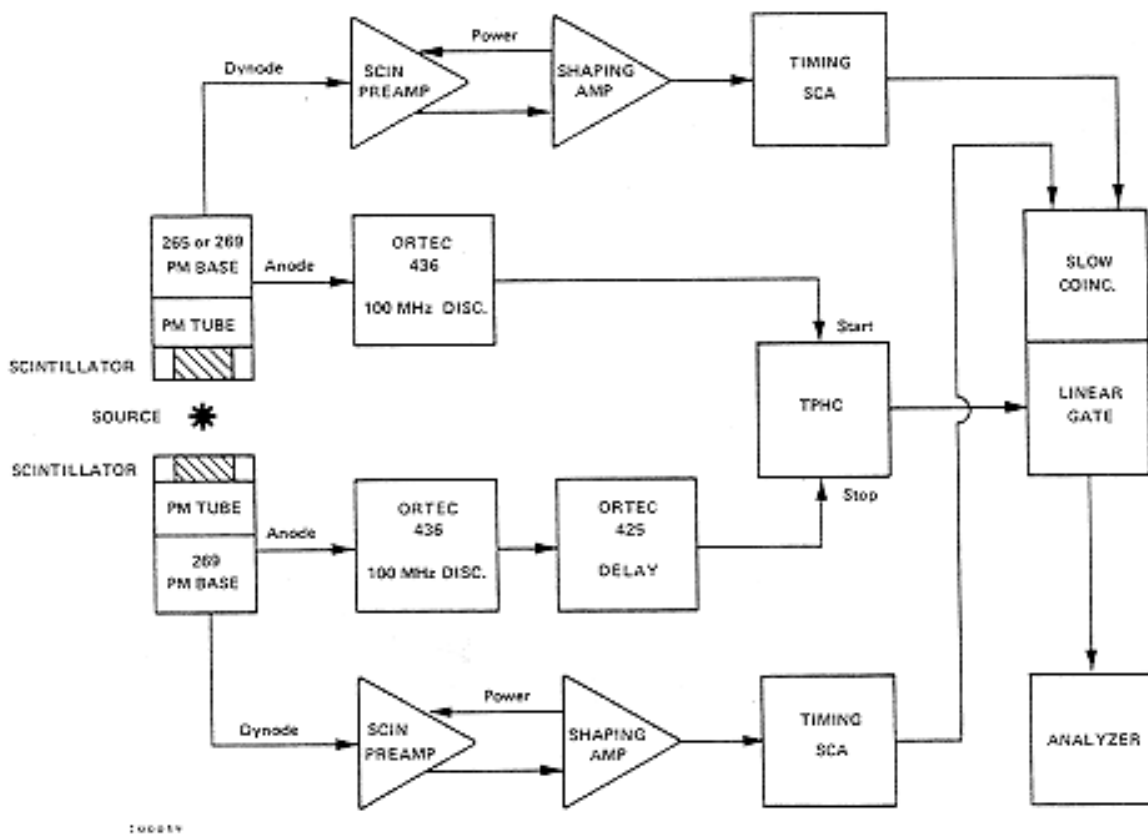 Power
Dynode
SCIN
PREAMP
SHAPING
AMP
TIMING
SCA
265 or 269
PM BASE
Anode
ORTEC
436
100 MHz DISC.
SLOW
COINC.
PM TUBE
Start
SCINTILLATOR
TPHC
LINEAR
GATE
SOURCE
SCINTILLATOR
Stop
PM TUBE
Anode
ORTEC
436
100 MHz DISC.
ORTEC
425
DELAY
269
PM BASE
Power
Dynode
SCIN
PREAMP
SHAPING
AMP
TIMING
SCA
ANALYZER